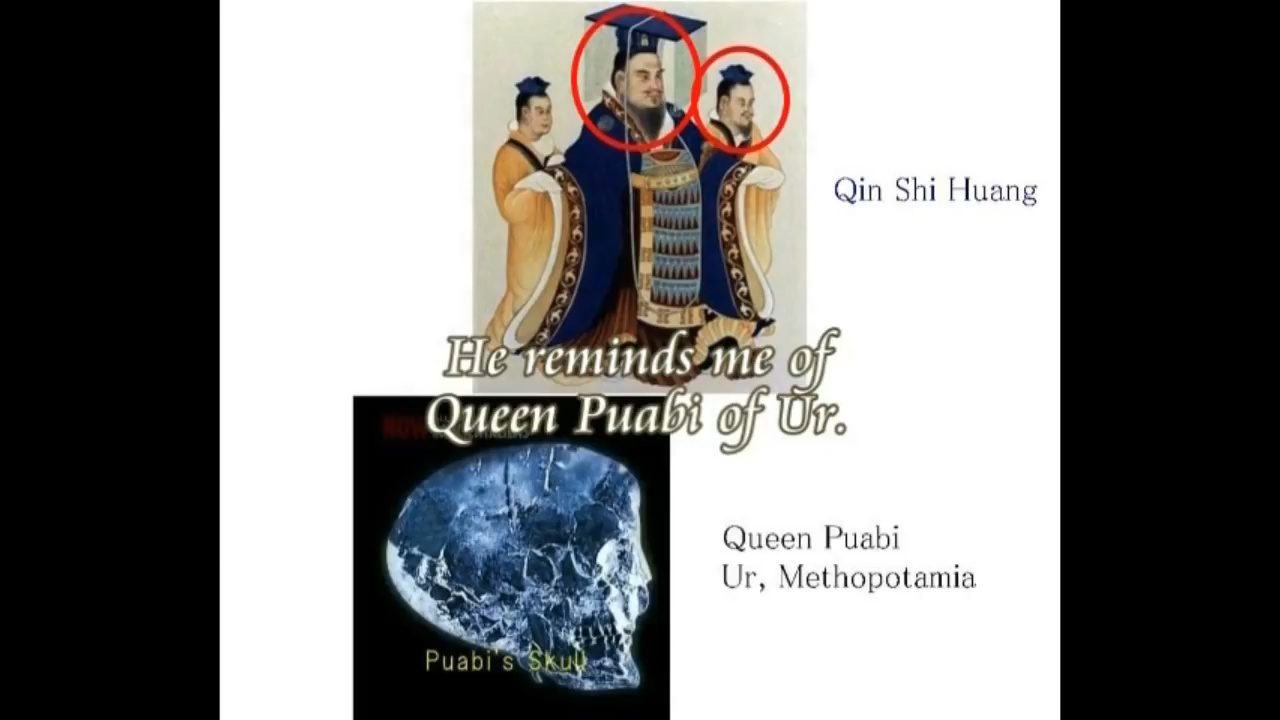 Qin Shi Huang
He reminds me of
Queen Puabi of Ur.
Queen Puabi
Ur, Methopotamia
Puabi's Skull